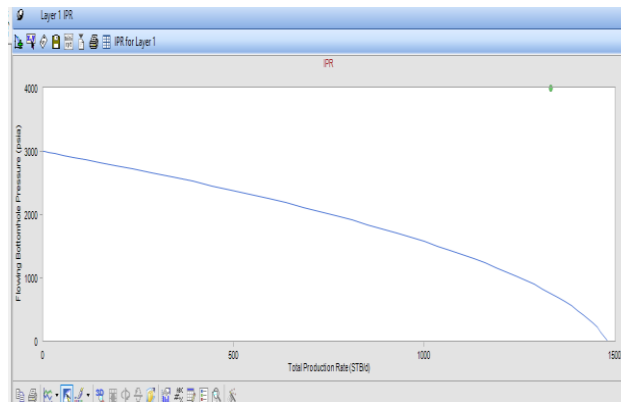 Layer 1 IPR
IPR for Layer 1
IPR
4000
3000
2000
1000
0
Flowing Bottomhole Pressure (psia)
0
500
1000
1500
Total Production Rate (STB/d)